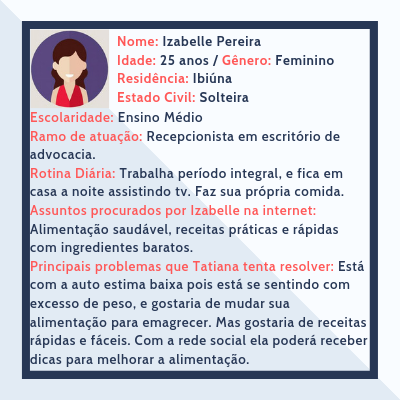 Nome: Izabelle Pereira
Idade: 25 anos / Gênero: Feminino
Residência: Ibiúna
Estado Civil: Solteira
Escolaridade: Ensino Médio
Ramo de atuação: Recepcionista em escritório de
advocacia.
Rotina Diária: Trabalha período integral, e fica em
casa a noite assistindo tv. Faz sua própria comida.
Assuntos procurados por Izabelle na internet:
Alimentação saudável, receitas práticas e rápidas
com ingredientes baratos.
Principais problemas que Tatiana tenta resolver: Está
com a auto estima baixa pois está se sentindo com
excesso de peso, e gostaria de mudar sua
alimentação para emagrecer. Mas gostaria de receitas
rápidas e fáceis. Com a rede social ela poderá receber
dicas para melhorar a alimentação.